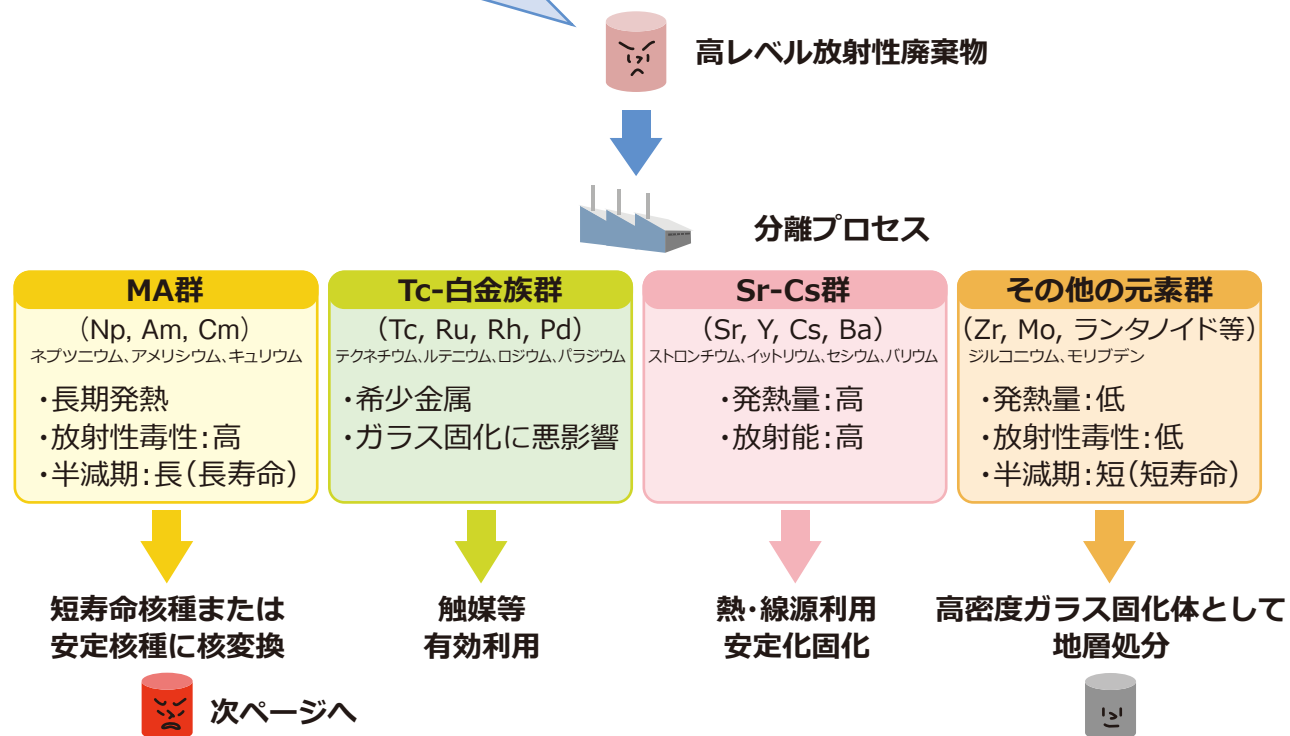 高レベル放射性廃棄物
分離プロセス
MA群
（Np, Am, Cm）
ネプツニウム、アメリシウム、キュリウム
・長期発熱
・放射性毒性：高
・半減期：長（長寿命）
短寿命核種または
安定核種に核変換
次ページへ
Tc-白金族群
（Tc, Ru, Rh, Pd）
テクネチウム、ルテニウム、ロジウム、パラジウム
・希少金属
・ガラス固化に悪影響
触媒等
有効利用
Sr-Cs群
（Sr, Y, Cs, Ba）
ストロンチウム、イットリウム、セシウム、バリウム
・発熱量：高
・放射能：高
熱・線源利用
安定化固化
その他の元素群
（Zr, Mo, ランタノイド等）
ジルコニウム、モリブデン
・発熱量：低
・放射性毒性：低
・半減期：短（短寿命）
高密度ガラス固化体として
地層処分